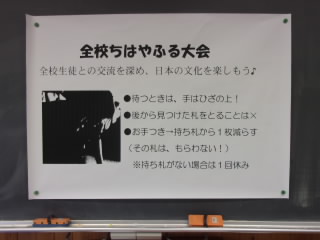 全校ちはやふる大会
全校生徒との交流を深め、日本の文化を楽しもう♪
●待つときは、手はひざの上！
●後から見つけた札をとることは×
●お手つき→持ち札から１枚減らす
（その札は、もらわない！）
※持ち札がない場合は１回休み